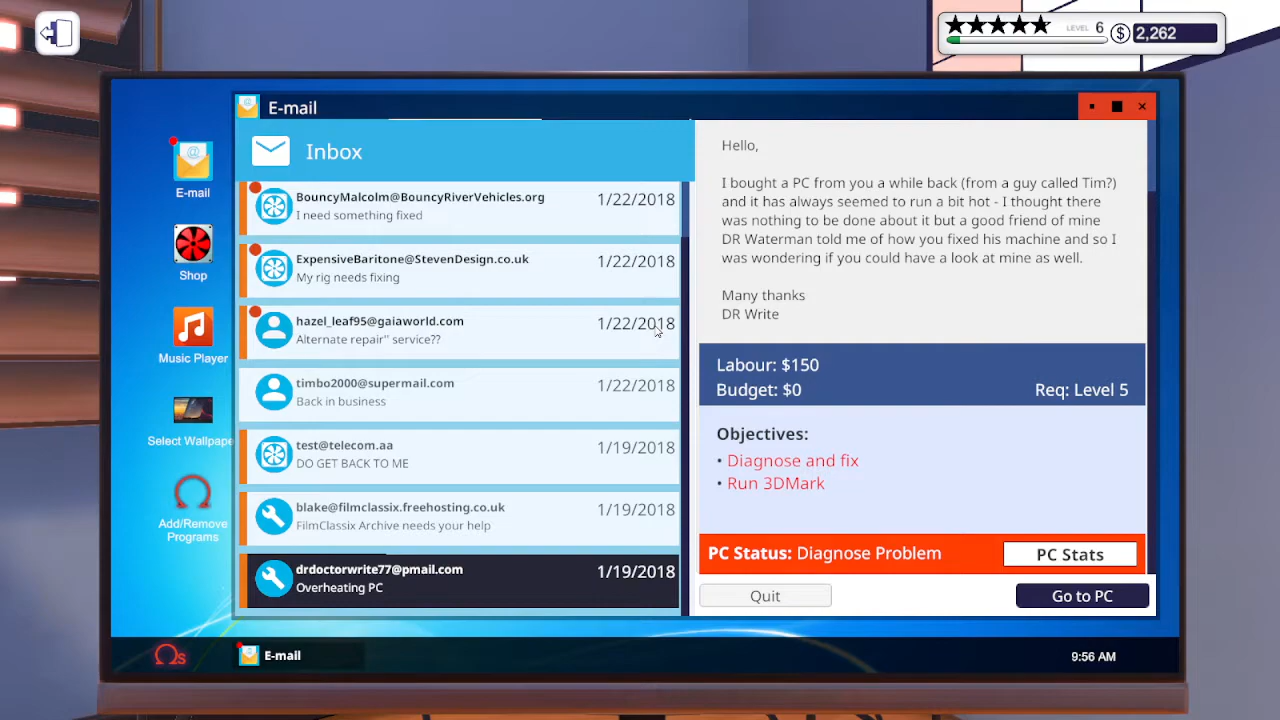 LEVEL 6
$ 2,262
E-mail
Inbox
E-mail
Shop
Music Player
Select Wallpape
Add/Remove
Programs
BouncyMalcolm@BouncyRiverVehicles.org
I need something fixed
1/22/2018
ExpensiveBaritone@StevenDesign.co.uk
My rig needs fixing
1/22/2018
hazel_leaf95@gaiaworld.com
Alternate repair" service??
1/22/2018
timbo2000@supermail.com
Back in business
1/22/2018
test@telecom.aa
DO GET BACK TO ME
1/19/2018
blake@filmclassix.freehosting.co.uk
FilmClassix Archive needs your help
1/19/2018
drdoctorwrite77@pmail.com
Overheating PC
1/19/2018
Hello,
I bought a PC from you a while back (from a guy called Tim?)
and it has always seemed to run a bit hot - I thought there
was nothing to be done about it but a good friend of mine
DR Waterman told me of how you fixed his machine and so I
was wondering if you could have a look at mine as well.
Many thanks
DR Write
Labour: $150
Budget: $0
Req: Level 5
Objectives:
• Diagnose and fix
• Run 3DMark
PC Status: Diagnose Problem
PC Stats
Quit
Go to PC
Ωs
E-mail
9:56 AM